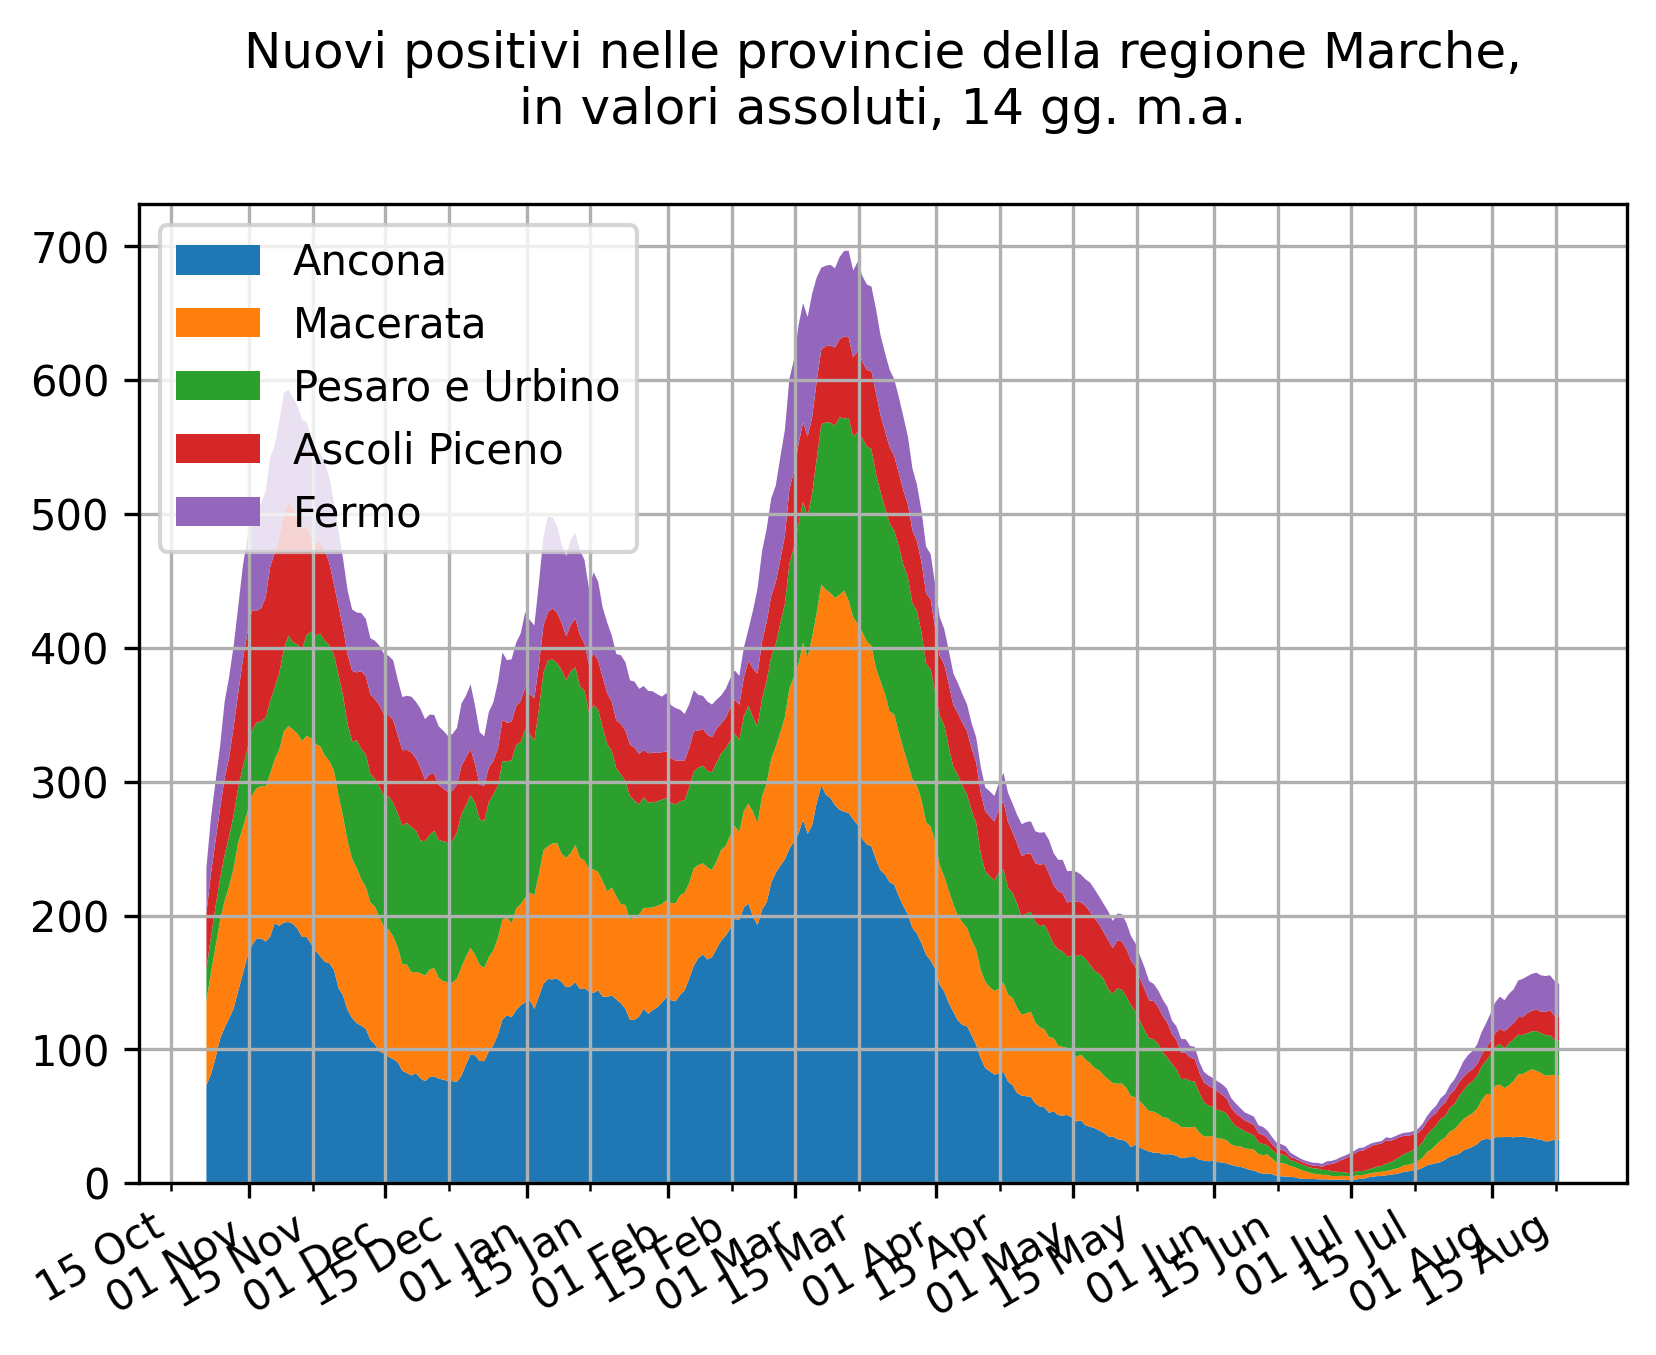 Nuovi positivi nelle provincie della regione Marche,
in valori assoluti, 14 gg. m.a.
700
600
500
400
300
200
100
0
Ancona
Macerata
Pesaro e Urbino
Ascoli Piceno
Fermo
15 Oct
01 Nov
15 Nov
01 Dec
15 Dec
01 Jan
15 Jan
01 Feb
15 Feb
01 Mar
15 Mar
01 Apr
15 Apr
01 May
15 May
01 Jun
15 Jun
01 Jul
15 Jul
01 Aug
15 Aug